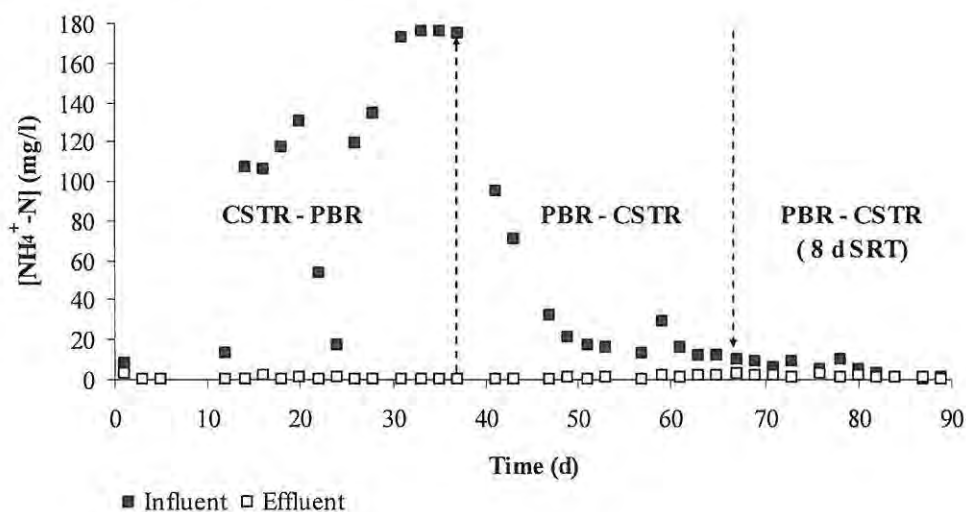 180
160
140
120
100
80
60
40
20
0
[NH₄⁺-N] (mg/l)
CSTR - PBR
PBR - CSTR
PBR - CSTR
( 8 d SRT)
0 10 20 30 40 50 60 70 80 90
Time (d)
Influent Effluent